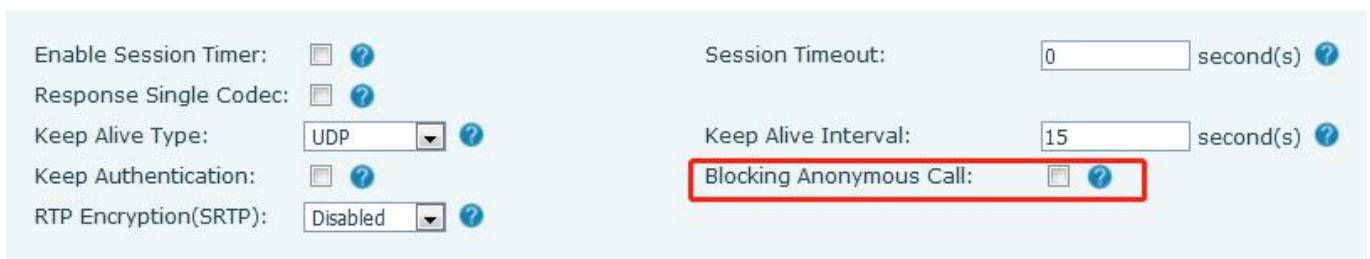 Enable Session Timer: ? Session Timeout: 0 second(s) ?
Response Single Codec: ?
Keep Alive Type: UDP ? Keep Alive Interval: 15 second(s) ?
Keep Authentication: ? Blocking Anonymous Call: ?
RTP Encryption(SRTP): Disabled ?